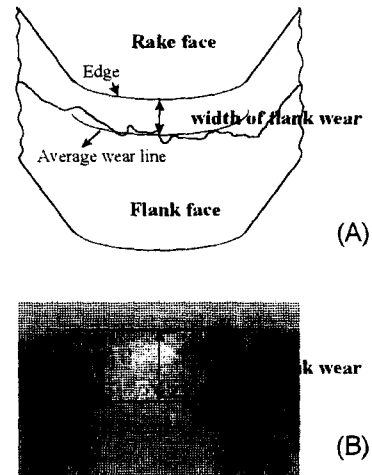 Rake face
Edge
width of flank wear
Average wear line
Flank face
(A)
k wear
(B)